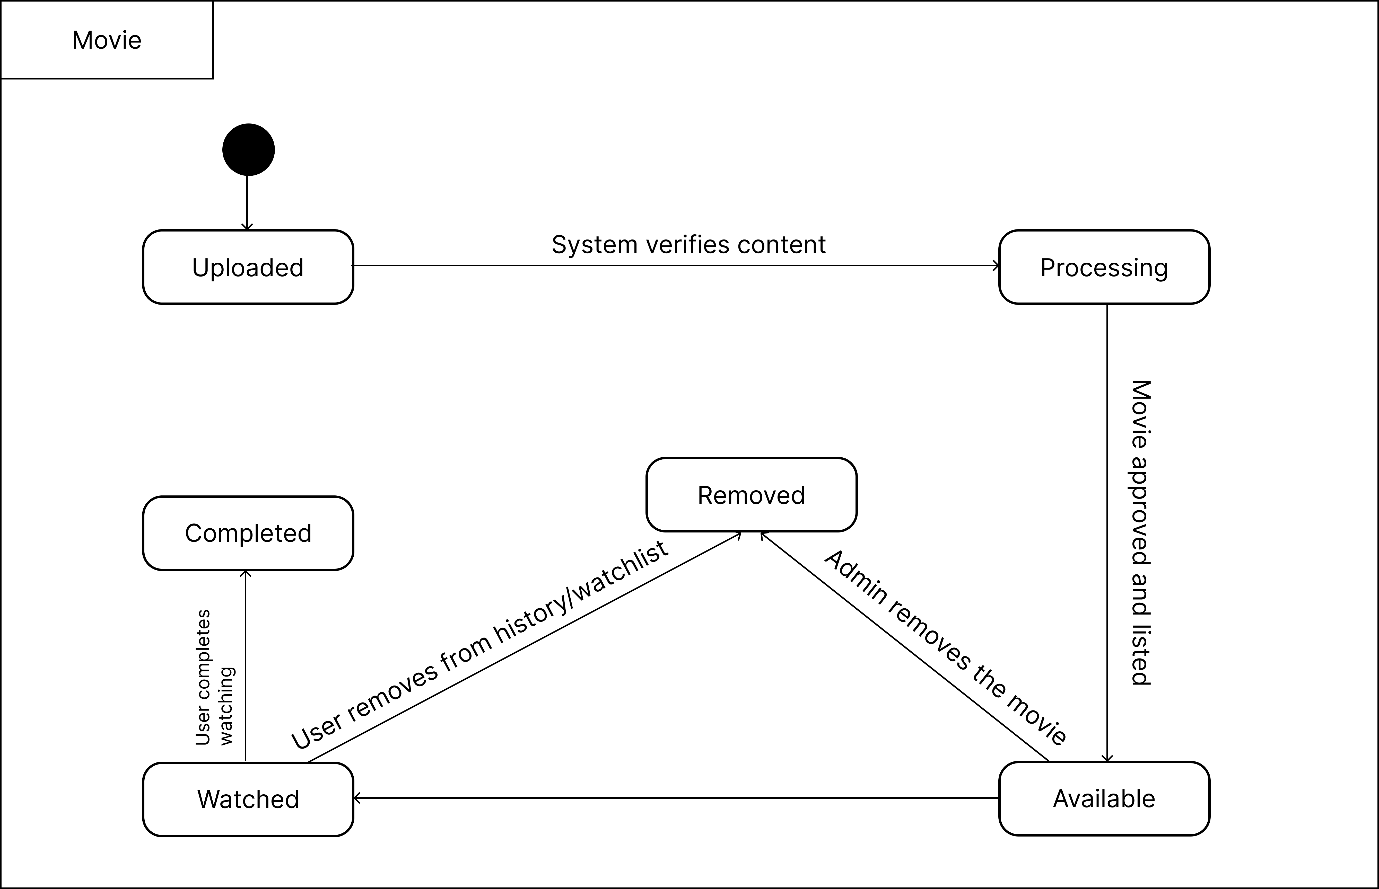 Movie
Uploaded
System verifies content
Processing
Movie approved and listed
Removed
Completed
User completes
watching
User removes from history/watchlist
Admin removes the movie
Watched
Available